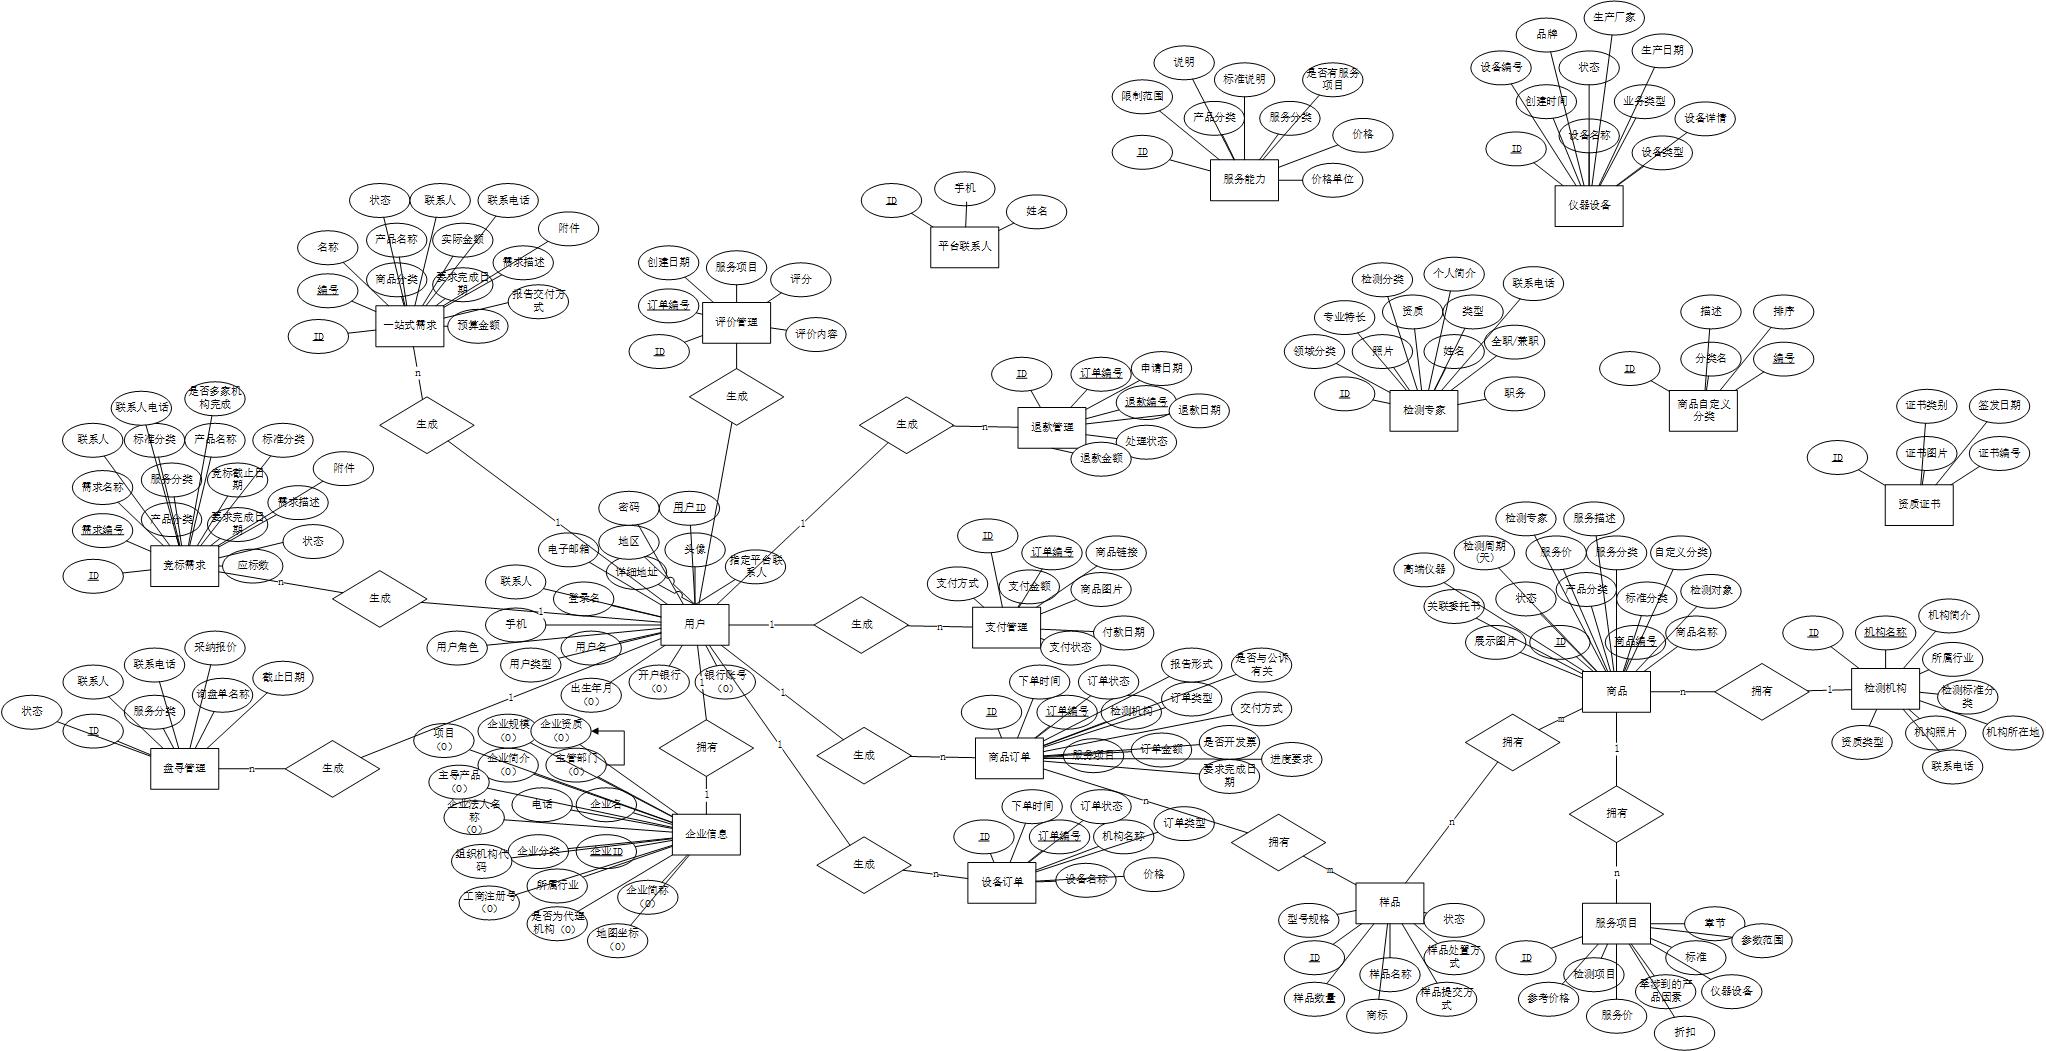 生产厂家
品牌
生产日期
设备编号
状态
创建时间
业务类型
设备详情
设备名称
ID
设备类型
仪器设备
说明
标准说明
是否有服务
项目
限制范围
产品分类
服务分类
价格
ID
服务能力
价格单位
手机
ID
姓名
平台联系人
状态
联系人
联系电话
附件
名称
产品名称
实际金额
需求描述
商品分类
要求完成日
期
编号
报告交付方
式
ID
一站式需求
预算金额
n
生成
1
创建日期
服务项目
评分
订单编号
评价管理
评价内容
ID
生成
ID
订单编号
申请日期
退款编号
退款日期
生成
n
退款管理
处理状态
退款金额
1
检测分类
个人简介
联系电话
专业特长
资质
类型
全职/兼职
领域分类
照片
姓名
ID
职务
检测专家
描述
排序
ID
分类名
编号
商品自定义
分类
证书类别
签发日期
ID
证书图片
证书编号
资质证书
是否多家机
构完成
联系人电话
联系人
标准分类
产品名称
标准分类
附件
需求名称
服务分类
竞标截止日
期
需求描述
需求编号
产品分类
要求完成日
期
状态
ID
竞标需求
应标数
n
生成
1
密码
用户ID
电子邮箱
地区
头像
指定平台联
系人
详细地址
联系人
登录名
手机
用户
用户角色
用户名
用户类型
出生年月
（0）
开户银行
（0）
银行账号
（0）
1
生成
n
ID
订单编号
商品链接
支付方式
支付金额
商品图片
支付管理
付款日期
支付状态
采纳报价
联系电话
联系人
询盘单名称
截止日期
状态
服务分类
ID
盘寻管理
n
生成
1
1
拥有
1
企业规模
（0）
企业资质
（0）
项目
（0）
企业简介
（0）
主管部门
（0）
主导产品
（0）
企业法人名
称
（0）
电话
企业名
企业信息
组织机构代
码
企业分类
企业ID
工商注册号
（0）
所属行业
企业简称
（0）
是否为代理
机构（0）
地图坐标
（0）
1
生成
n
报告形式
是否与公诉
有关
下单时间
订单状态
订单类型
ID
订单编号
检测机构
交付方式
商品订单
服务项目
订单金额
是否开发票
进度要求
要求完成日
期
1
生成
n
下单时间
订单状态
ID
订单编号
机构名称
订单类型
设备订单
设备名称
价格
n
拥有
m
检测专家
服务描述
检测周期
（天）
服务价
服务分类
自定义分类
高端仪器
产品分类
检测对象
关联委托书
状态
标准分类
展示图片
ID
商品编号
商品名称
商品
n
拥有
1
ID
机构名称
机构简介
所属行业
检测机构
检测标准分
类
资质类型
机构照片
机构所在地
联系电话
m
拥有
n
1
拥有
n
样品
型号规格
状态
ID
样品处置方
式
样品名称
样品数量
样品提交方
式
商标
服务项目
章节
参数范围
ID
标准
检测项目
参考价格
牵涉到的产
品因素
仪器设备
服务价
折扣